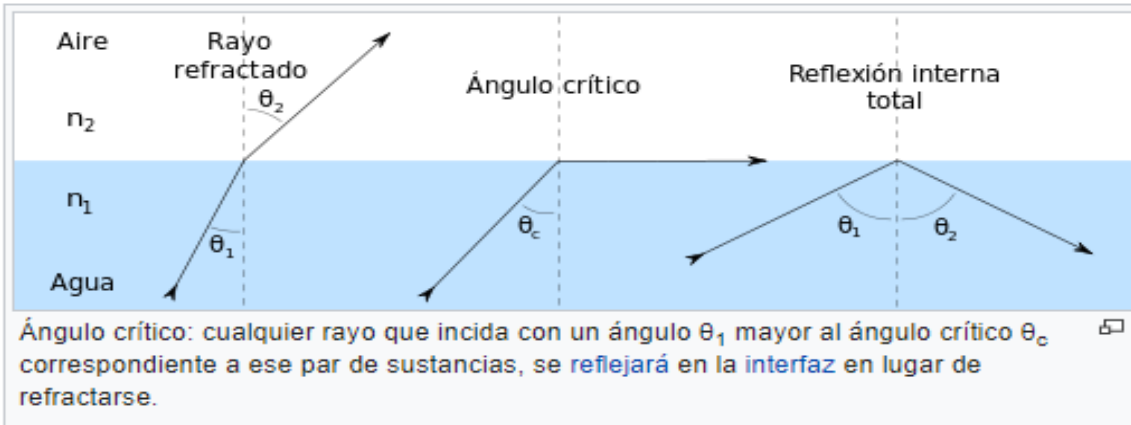 Aire
Rayo
refractado
θ₂
n₂
Ángulo crítico
Reflexión interna
total
n₁
θ₁
Agua
θc
θ₁
θ₂
Ángulo crítico: cualquier rayo que incida con un ángulo θ₁ mayor al ángulo crítico θc
correspondiente a ese par de sustancias, se reflejará en la interfaz en lugar de
refractarse.